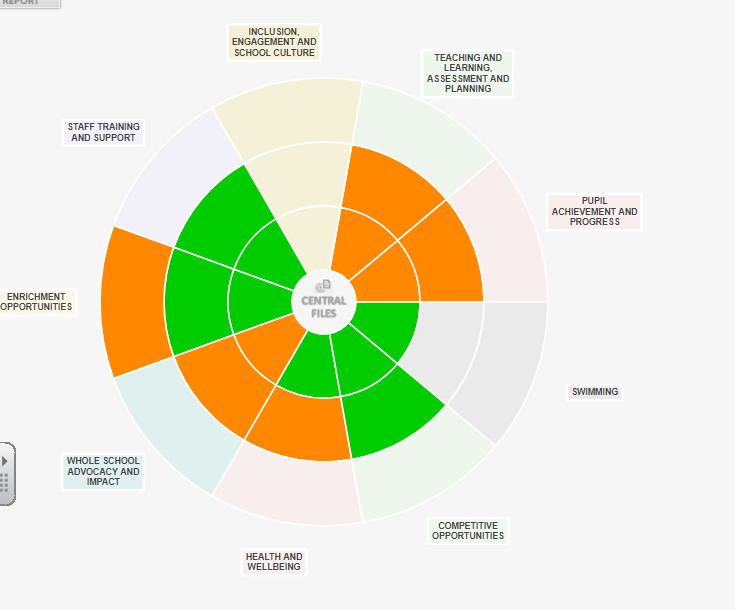 REPORT
INCLUSION,
ENGAGEMENT AND
SCHOOL CULTURE
TEACHING AND
LEARNING,
ASSESSMENT AND
PLANNING
STAFF TRAINING
AND SUPPORT
PUPIL
ACHIEVEMENT AND
PROGRESS
ENRICHMENT
OPPORTUNITIES
CENTRAL
FILES
SWIMMING
WHOLE SCHOOL
ADVOCACY AND
IMPACT
COMPETITIVE
OPPORTUNITIES
HEALTH AND
WELLBEING